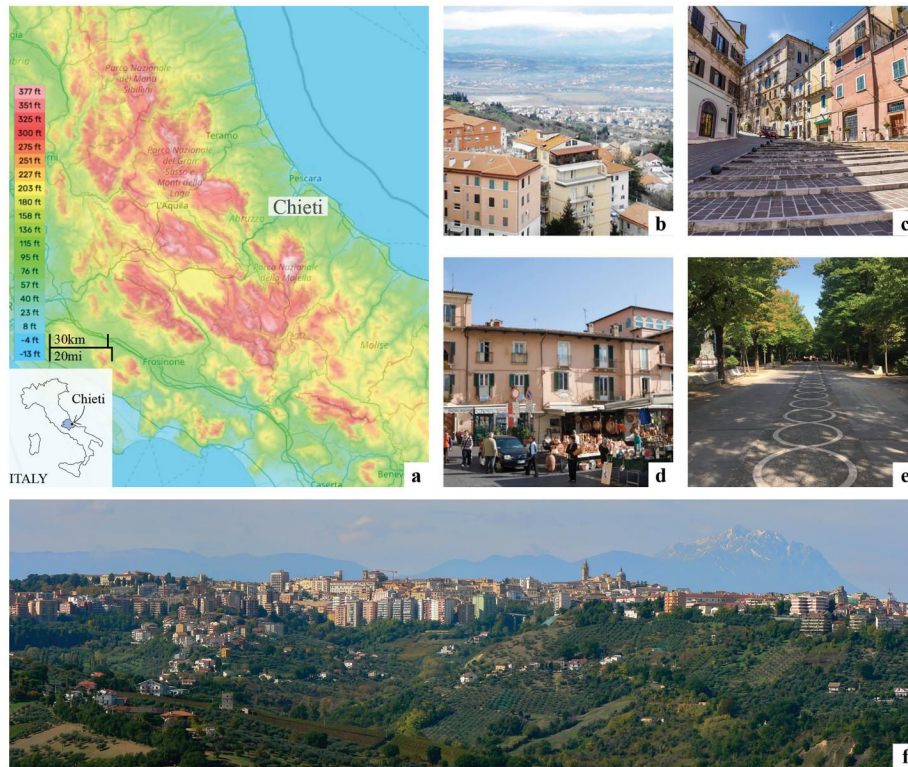 377 ft
351 ft
325 ft
300 ft
275 ft
251 ft
227 ft
203 ft
180 ft
158 ft
136 ft
115 ft
95 ft
76 ft
57 ft
40 ft
23 ft
8 ft
-4 ft
-13 ft
Parco Nazionale
dei Monti
Sibillini
Teramo
Parco Nazionale
del Gran
Sasso e
Monti della
Laga
Pescara
Chieti
L'Aquila
Abruzzo
Parco Nazionale
della Majella
30km
20mi
Frosinone
Molise
Caserta
Benev
Chieti
ITALY
a
b
c
d
e
f